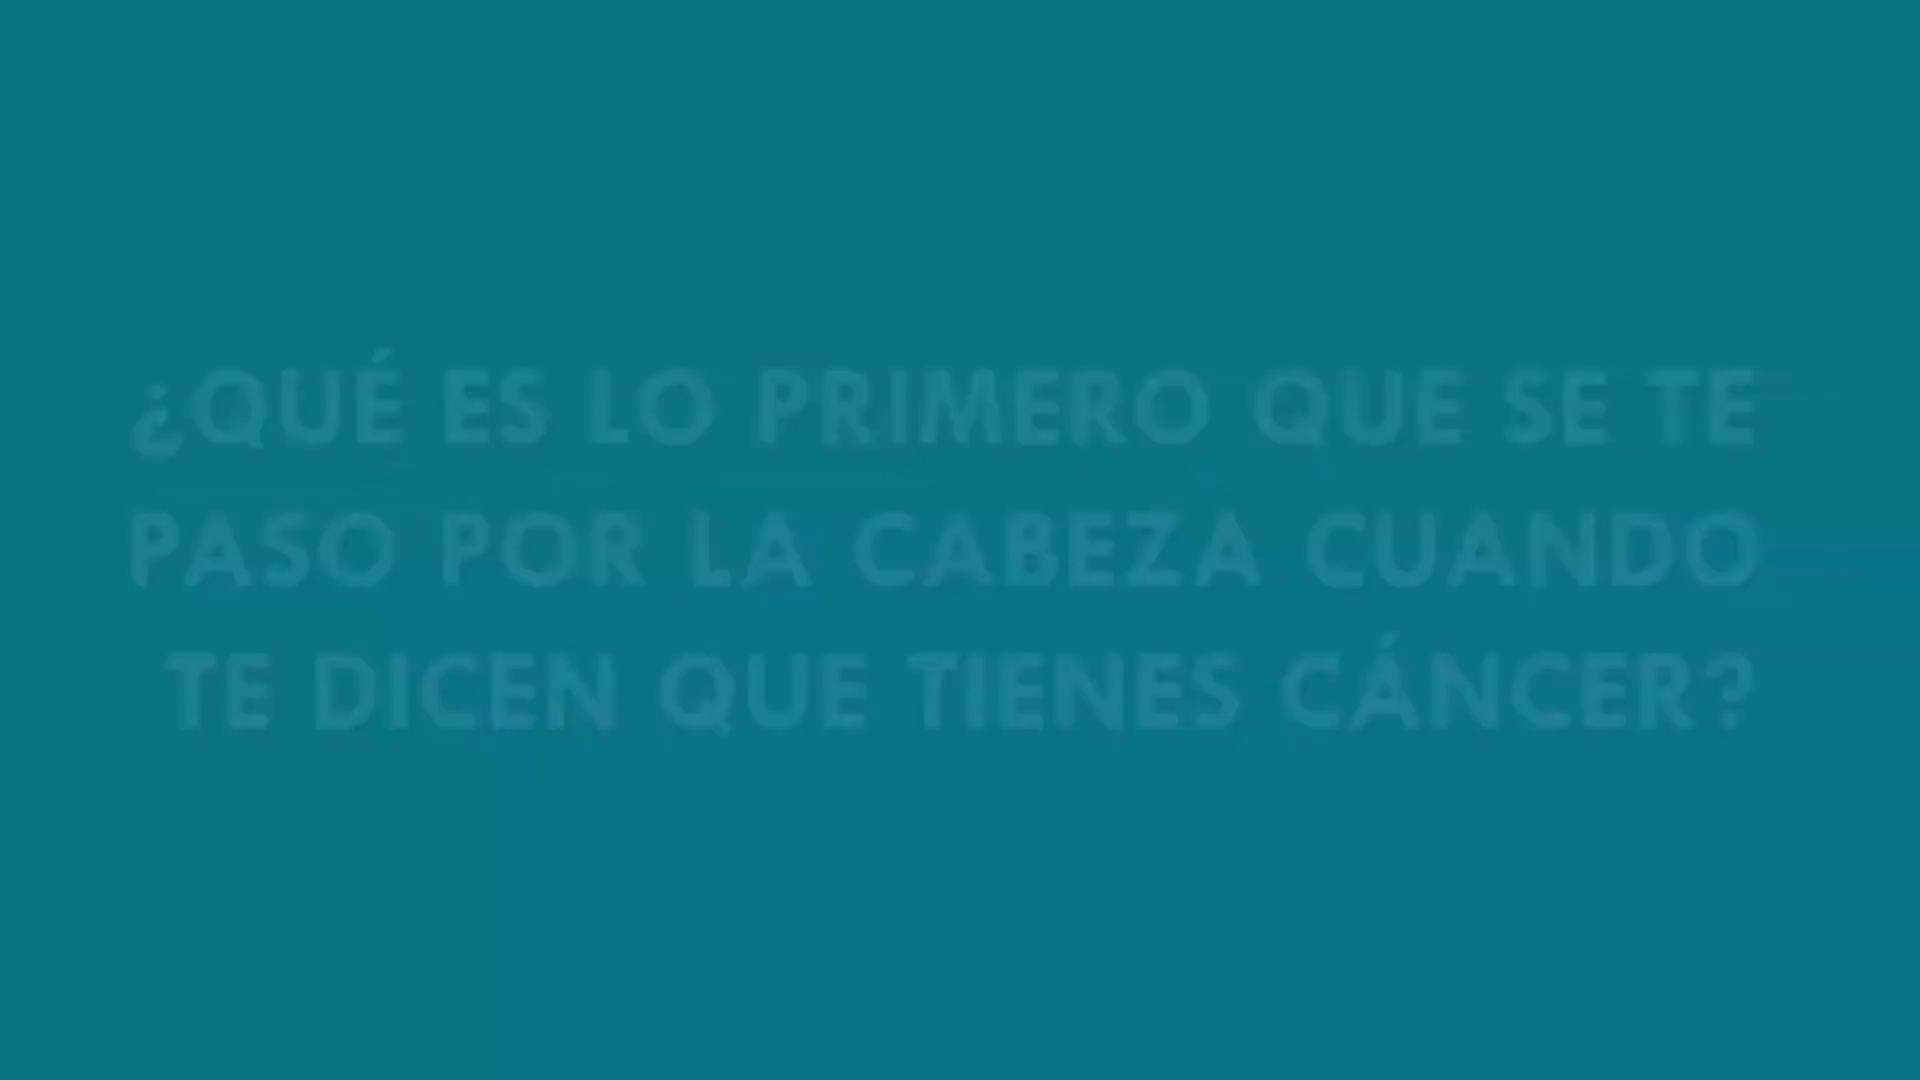 ¿QUÉ ES LO PRIMERO QUE SE TE
PASO POR LA CABEZA CUANDO
TE DICEN QUE TIENES CÁNCER?